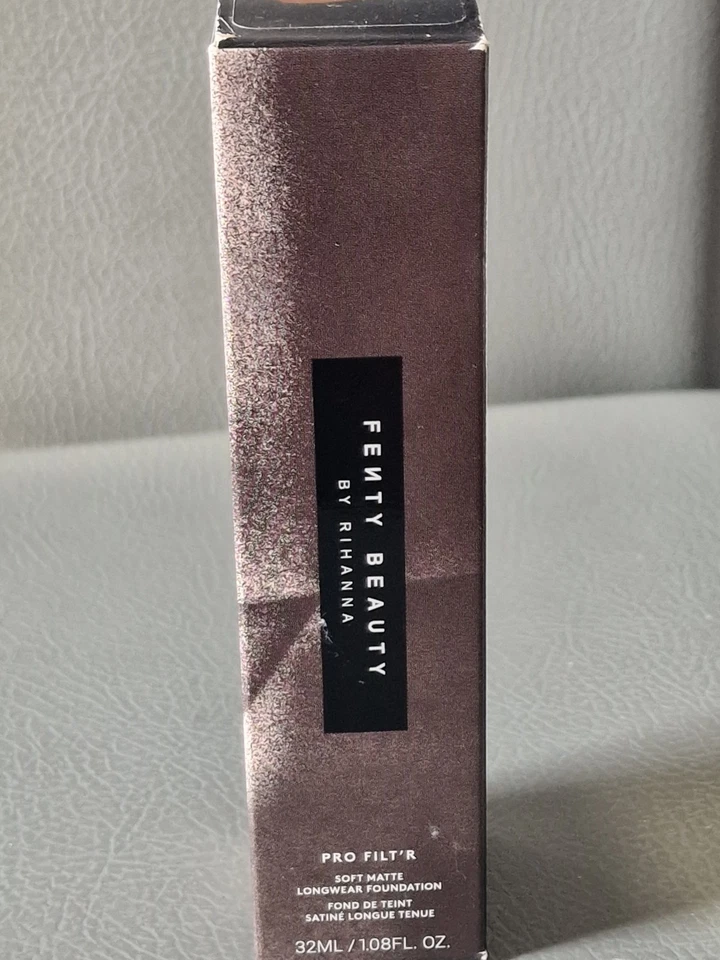 FENTY BEAUTY
BY RIHANNA
PRO FILT'R
SOFT MATTE
LONGWEAR FOUNDATION
FOND DE TEINT
SATINÉ LONGUE TENUE
32ML / 1.08FL. OZ.